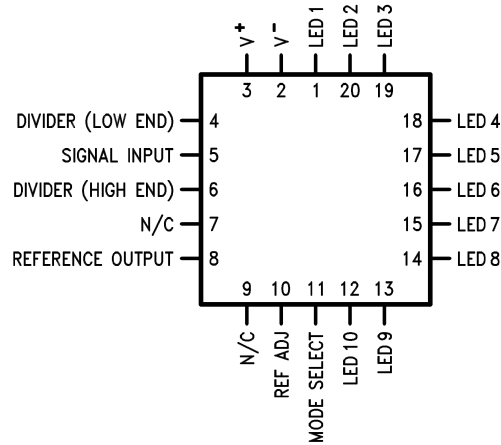 V+
V-
LED 1
LED 2
LED 3
3
2
1
20
19
DIVIDER (LOW END)
4
18
LED 4
SIGNAL INPUT
5
17
LED 5
DIVIDER (HIGH END)
6
16
LED 6
N/C
7
15
LED 7
REFERENCE OUTPUT
8
14
LED 8
9
10
11
12
13
N/C
REF ADJ
MODE SELECT
LED 10
LED 9